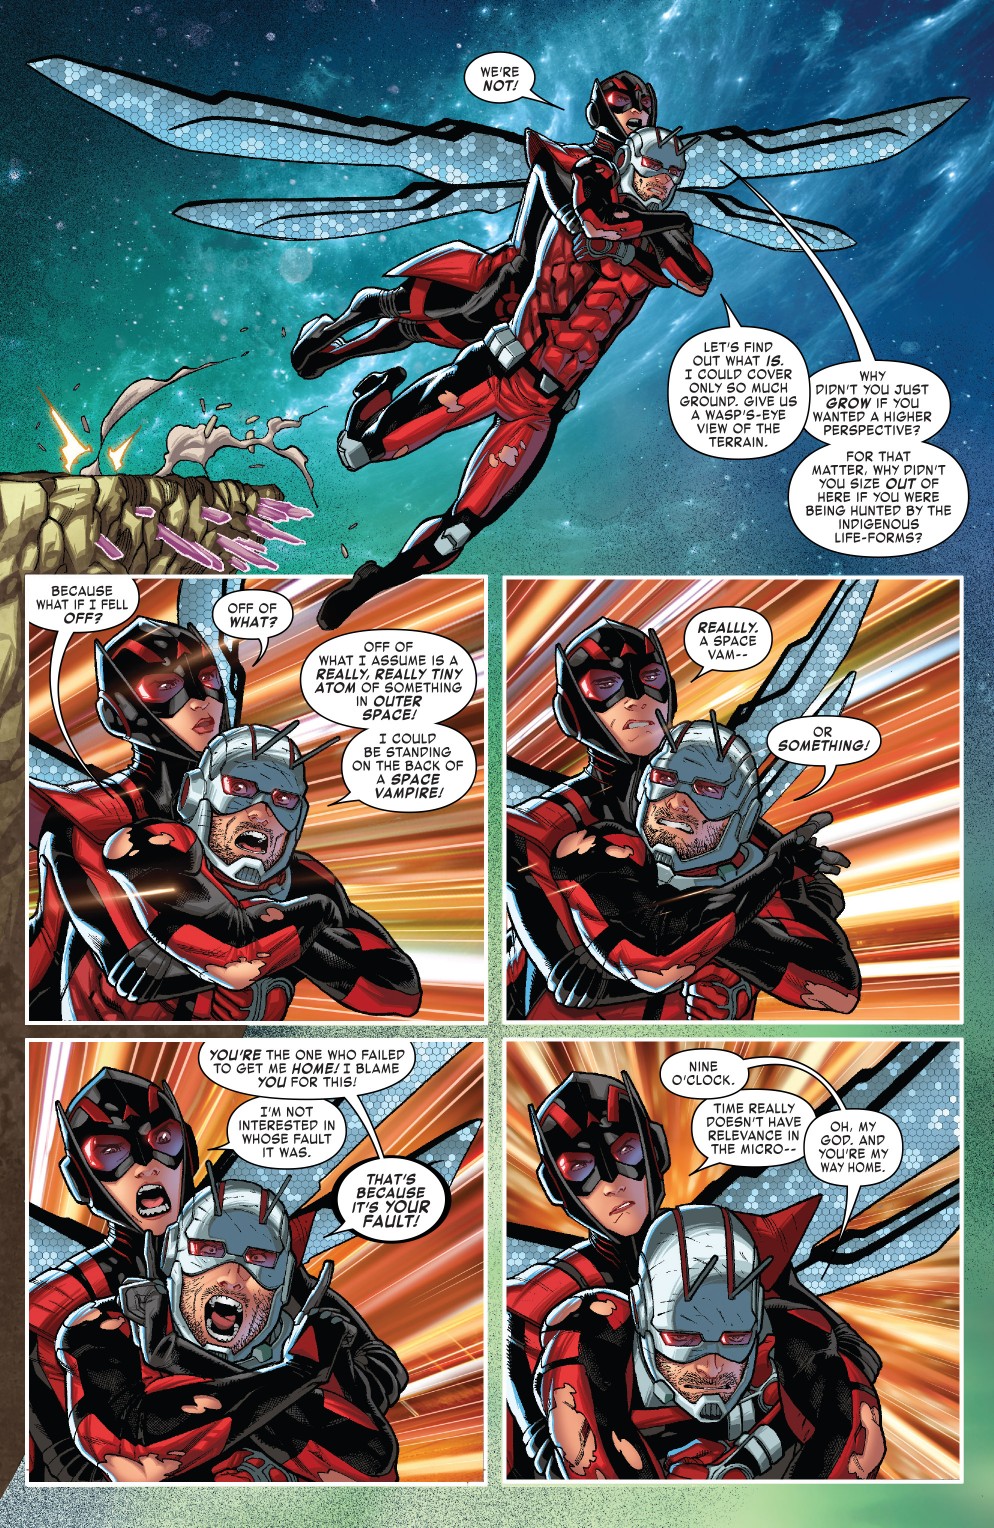 WE'RE
NOT!
LET'S FIND
OUT WHAT IS.
I COULD COVER
ONLY SO MUCH
GROUND. GIVE US
A WASP'S-EYE
VIEW OF THE
TERRAIN.
WHY
DIDN'T YOU JUST
GROW IF YOU
WANTED A HIGHER
PERSPECTIVE?
FOR THAT
MATTER, WHY DIDN'T
YOU SIZE OUT OF
HERE IF YOU WERE
BEING HUNTED BY THE
INDIGENOUS
LIFE-FORMS?
BECAUSE
WHAT IF I FELL
OFF?
OFF OF
WHAT?
OFF OF
WHAT I ASSUME IS A
REALLY, REALLY TINY
ATOM OF SOMETHING
IN OUTER
SPACE!
I COULD
BE STANDING
ON THE BACK OF
A SPACE
VAMPIRE!
REALLLY.
A SPACE
VAM--
OR
SOMETHING!
YOU'RE THE ONE WHO FAILED
TO GET ME HOME! I BLAME
YOU FOR THIS!
I'M NOT
INTERESTED IN
WHOSE FAULT
IT WAS.
THAT'S
BECAUSE
IT'S YOUR
FAULT!
NINE
O'CLOCK.
TIME REALLY
DOESN'T HAVE
RELEVANCE IN
THE MICRO--
OH, MY
GOD. AND
YOU'RE MY
WAY HOME.